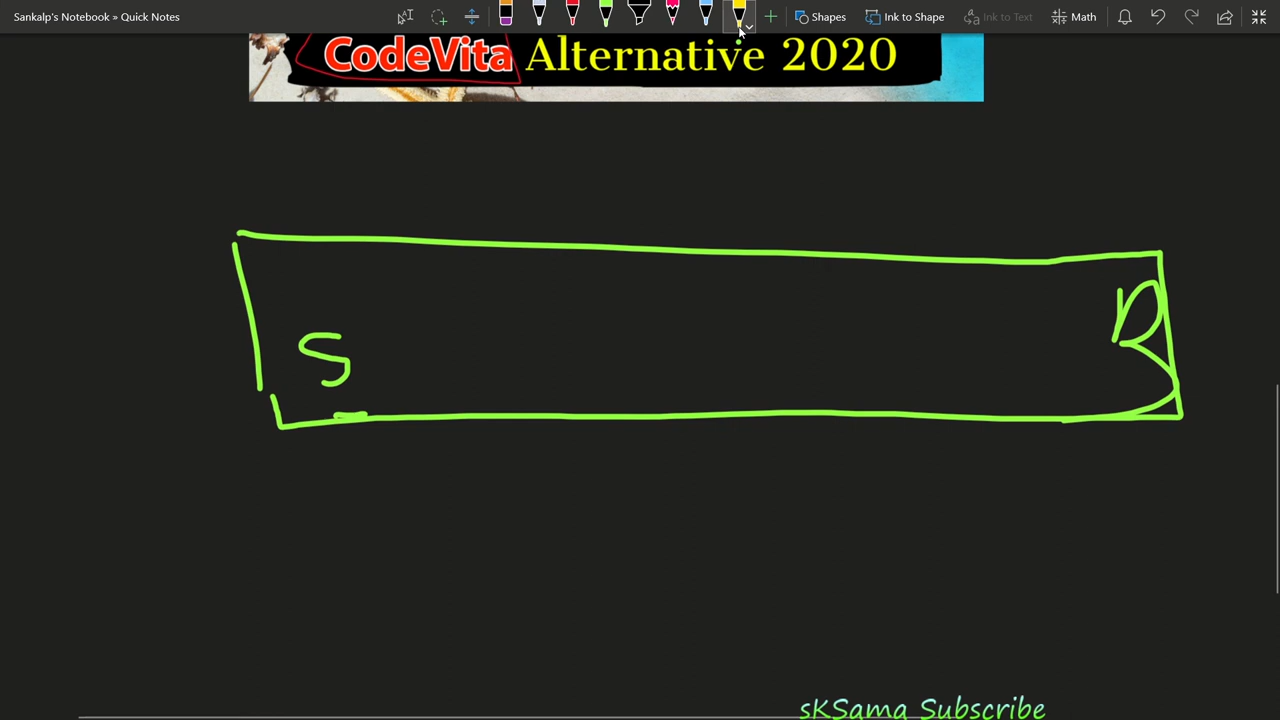 Sankalp's Notebook » Quick Notes
Shapes
Ink to Shape
Ink to Text
Math
CodeVita Alternative 2020
S
R
sKSama Subscribe